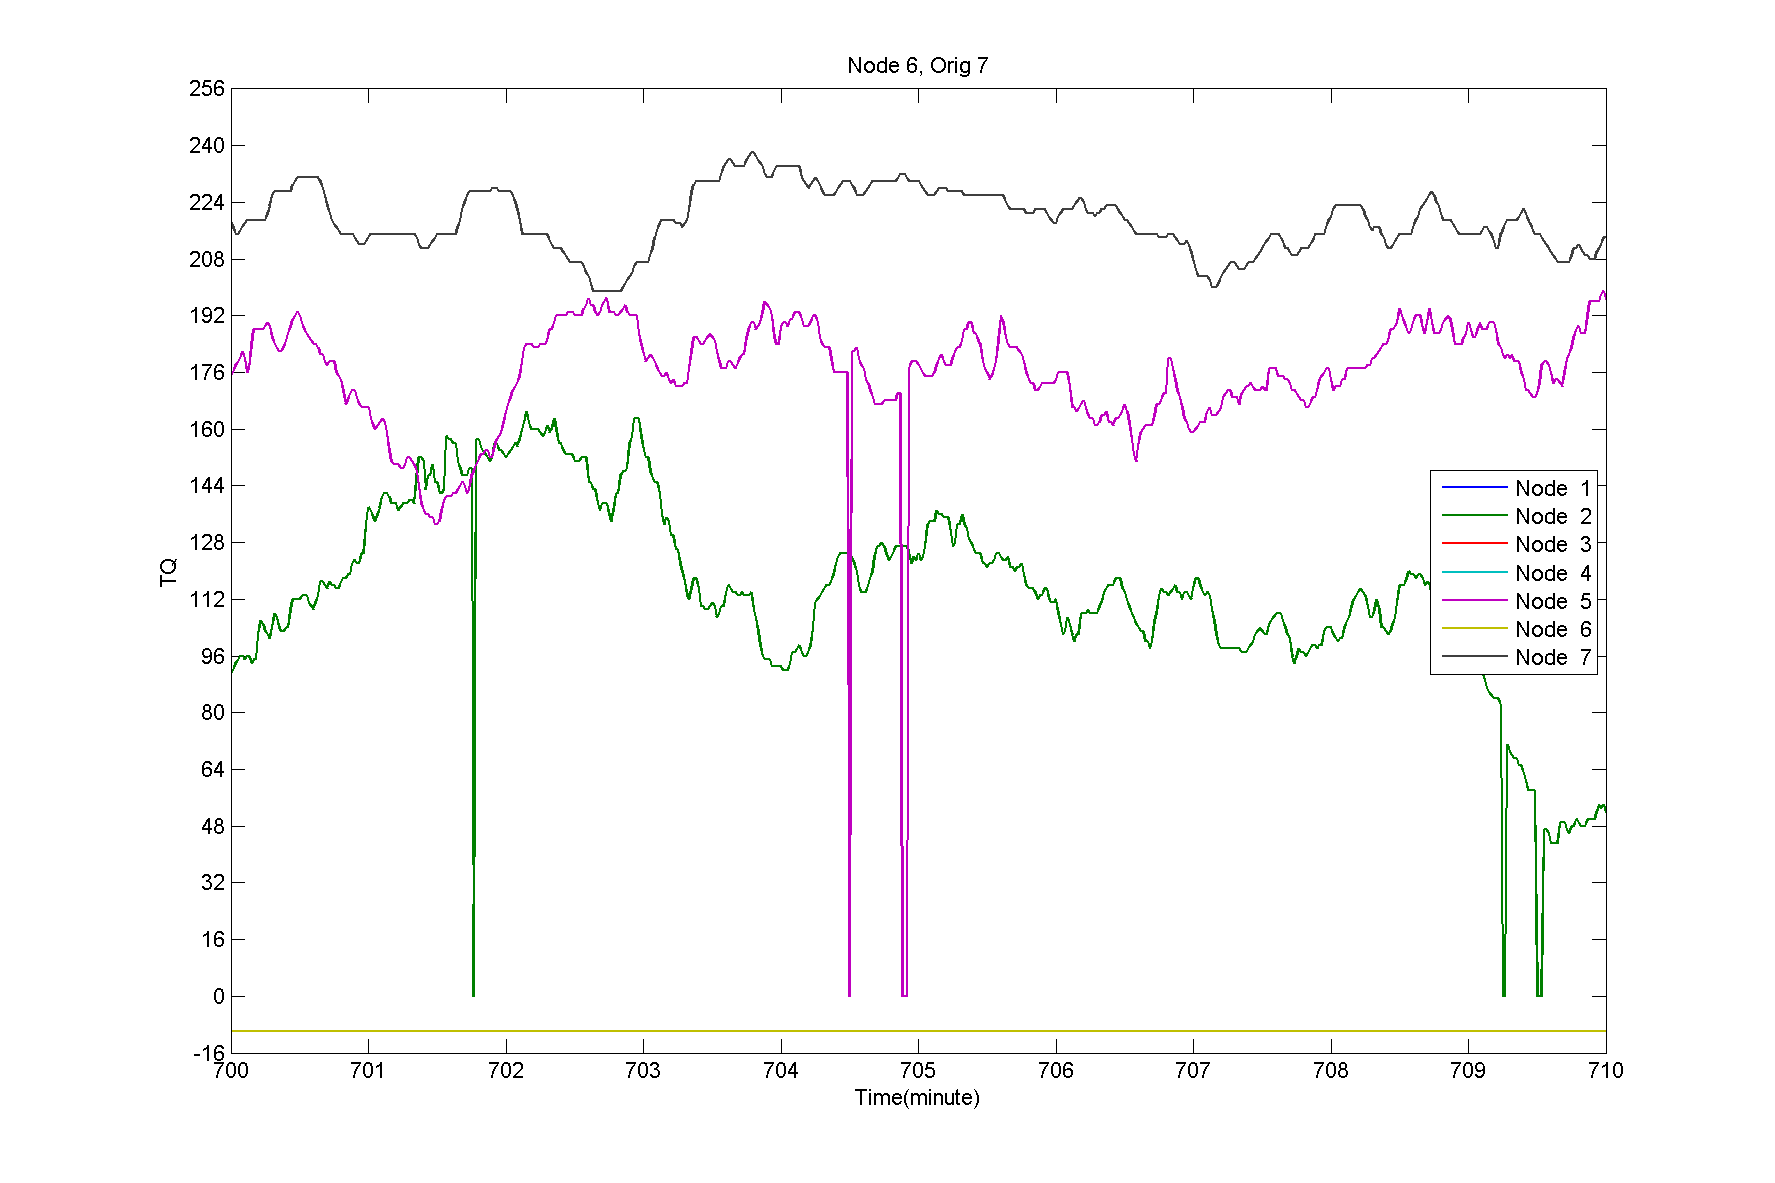 Node 6, Orig 7
256
240
224
208
192
176
160
144
128
112
96
80
64
48
32
16
0
-16
TQ
Node 1
Node 2
Node 3
Node 4
Node 5
Node 6
Node 7
700 701 702 703 704 705 706 707 708 709 710
Time(minute)